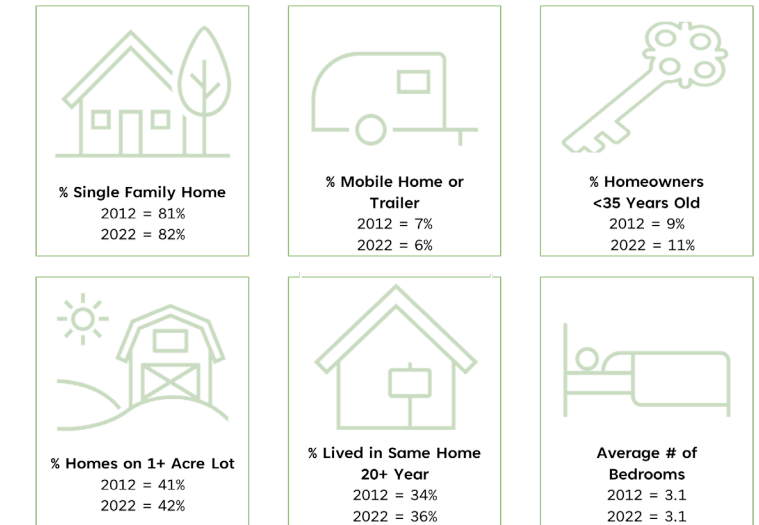 % Single Family Home
2012 = 81%
2022 = 82%
% Mobile Home or
Trailer
2012 = 7%
2022 = 6%
% Homeowners
<35 Years Old
2012 = 9%
2022 = 11%
% Homes on 1+ Acre Lot
2012 = 41%
2022 = 42%
% Lived in Same Home
20+ Year
2012 = 34%
2022 = 36%
Average # of
Bedrooms
2012 = 3.1
2022 = 3.1